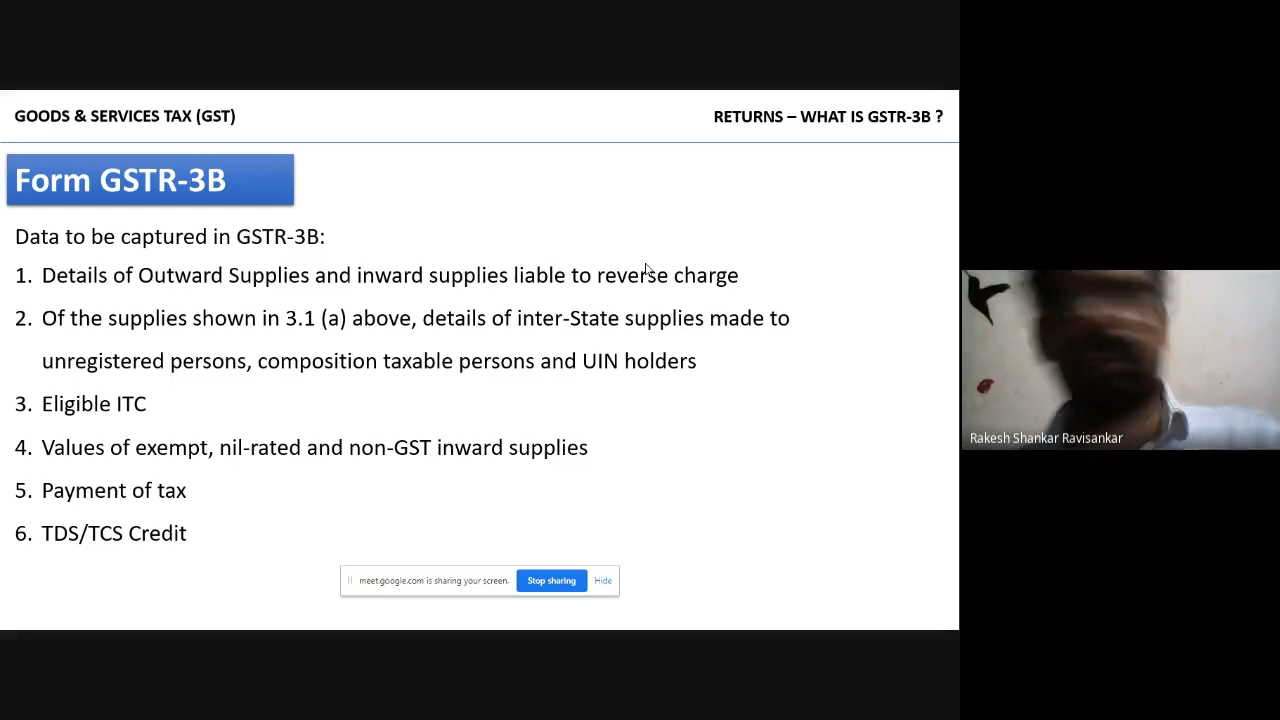 GOODS & SERVICES TAX (GST)
RETURNS – WHAT IS GSTR-3B ?
Form GSTR-3B
Data to be captured in GSTR-3B:
1. Details of Outward Supplies and inward supplies liable to reverse charge
2. Of the supplies shown in 3.1 (a) above, details of inter-State supplies made to
unregistered persons, composition taxable persons and UIN holders
3. Eligible ITC
4. Values of exempt, nil-rated and non-GST inward supplies
5. Payment of tax
6. TDS/TCS Credit
meet.google.com is sharing your screen. Stop sharing Hide
Rakesh Shankar Ravisankar